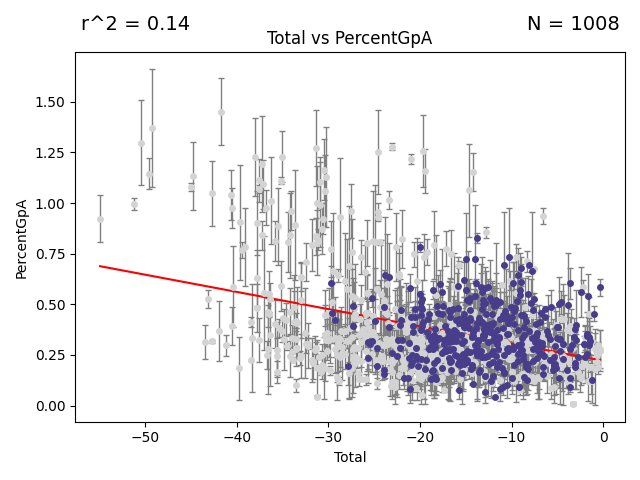 r^2 = 0.14
N = 1008
Total vs PercentGpA
PercentGpA
1.50
1.25
1.00
0.75
0.50
0.25
0.00
−50
−40
−30
−20
−10
0
Total